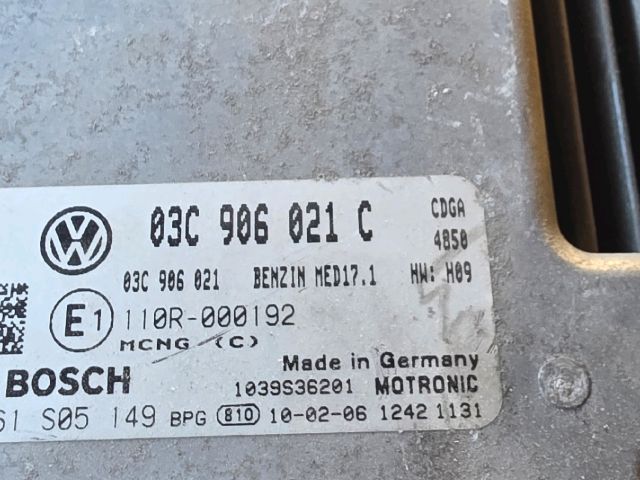 03C 906 021 C CDGA
4850
03C 906 021 BENZIN MED17.1 HW: H09
E1 110R-000192
MCNG (C)
Made in Germany
BOSCH 1039S36201 MOTRONIC
61 S05 149 BPG 810 10-02-06 1242 1131